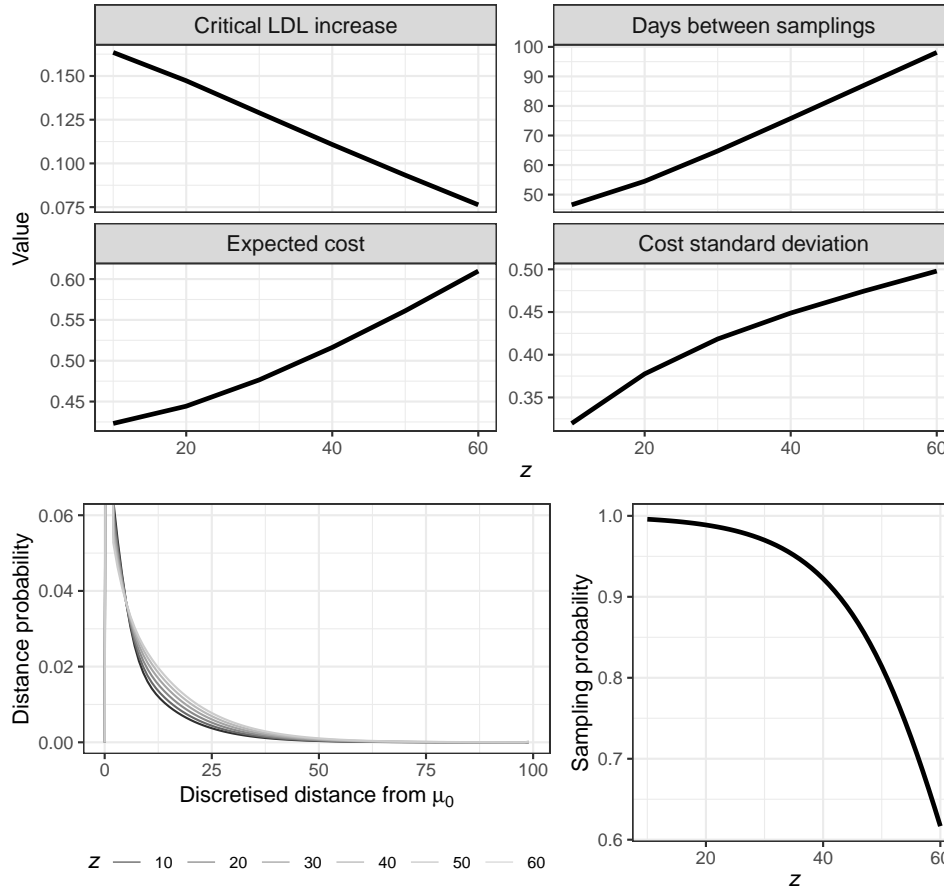 Critical LDL increase
Days between samplings
0.150
0.125
0.100
0.075
100
90
80
70
60
50
Value
Expected cost
Cost standard deviation
0.60
0.55
0.50
0.45
0.50
0.45
0.40
0.35
20 40 60
20 40 60
z
0.06
0.04
0.02
0.00
Distance probability
0 25 50 75 100
Discretised distance from μ0
z 10 20 30 40 50 60
1.0
0.9
0.8
0.7
0.6
Sampling probability
20 40 60
z